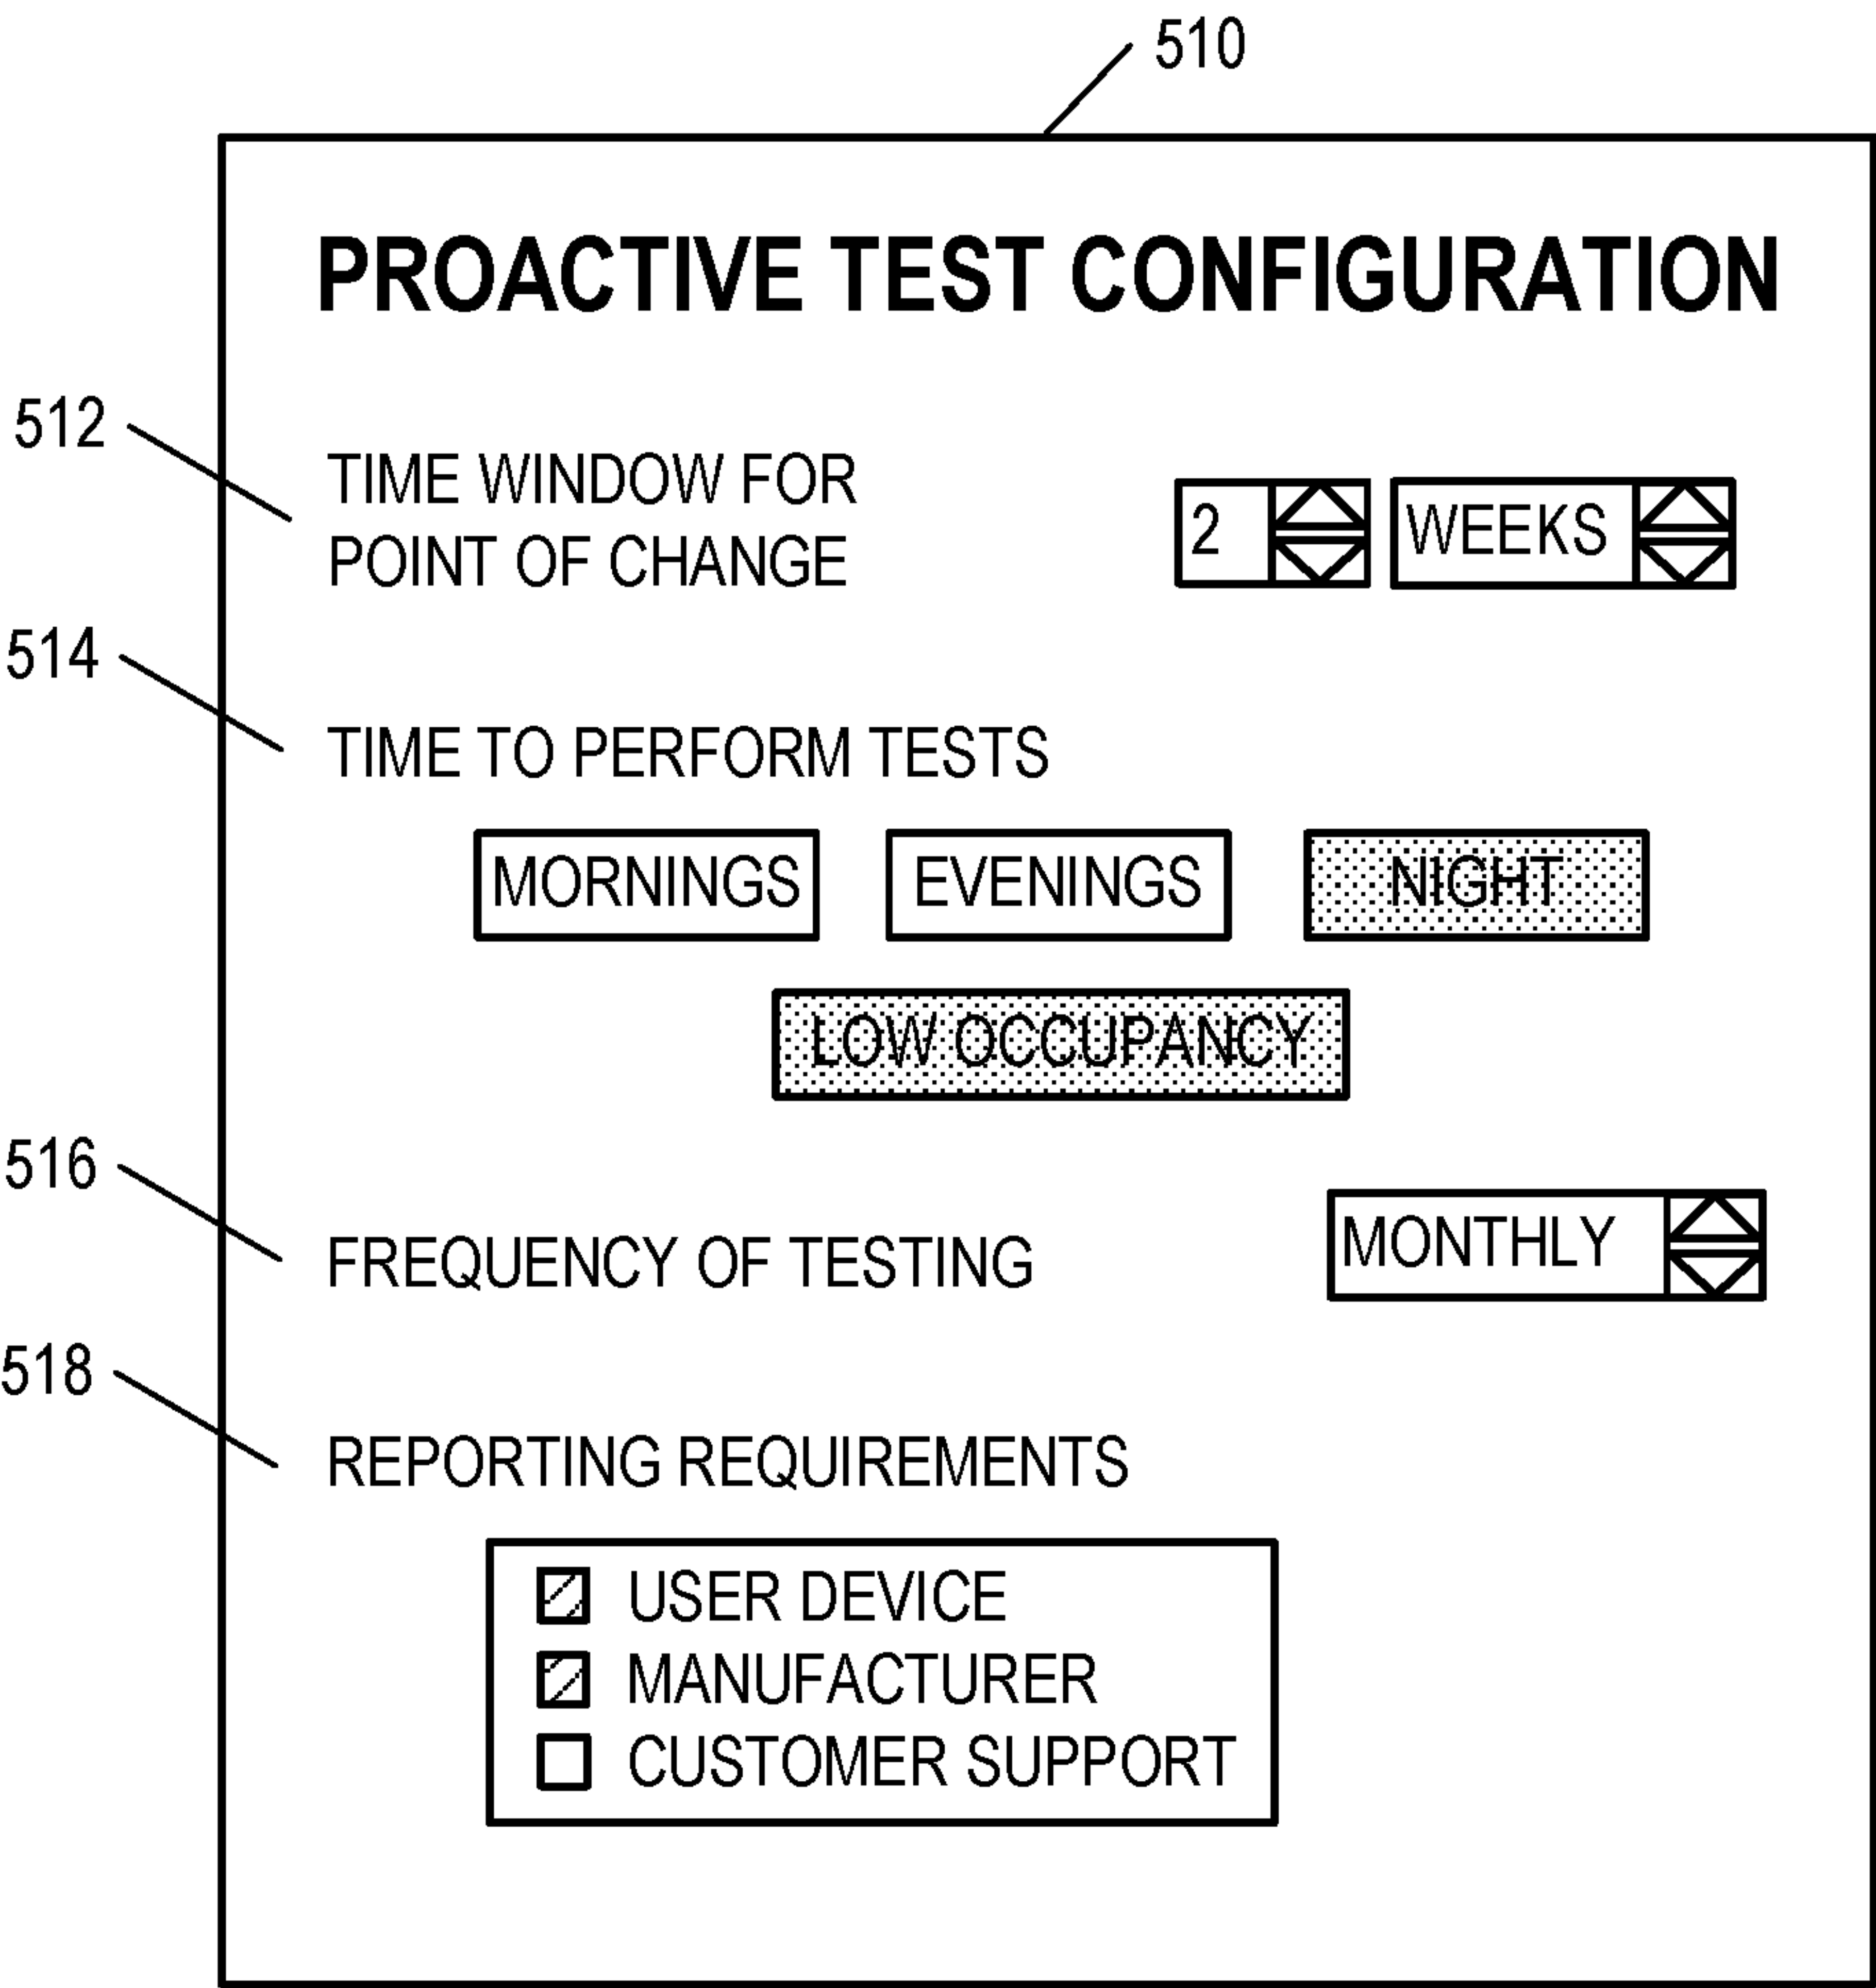 510
PROACTIVE TEST CONFIGURATION
512
TIME WINDOW FOR
POINT OF CHANGE
2
WEEKS
514
TIME TO PERFORM TESTS
MORNINGS
EVENINGS
NIGHT
LOW OCCUPANCY
516
FREQUENCY OF TESTING
MONTHLY
518
REPORTING REQUIREMENTS
USER DEVICE
MANUFACTURER
CUSTOMER SUPPORT